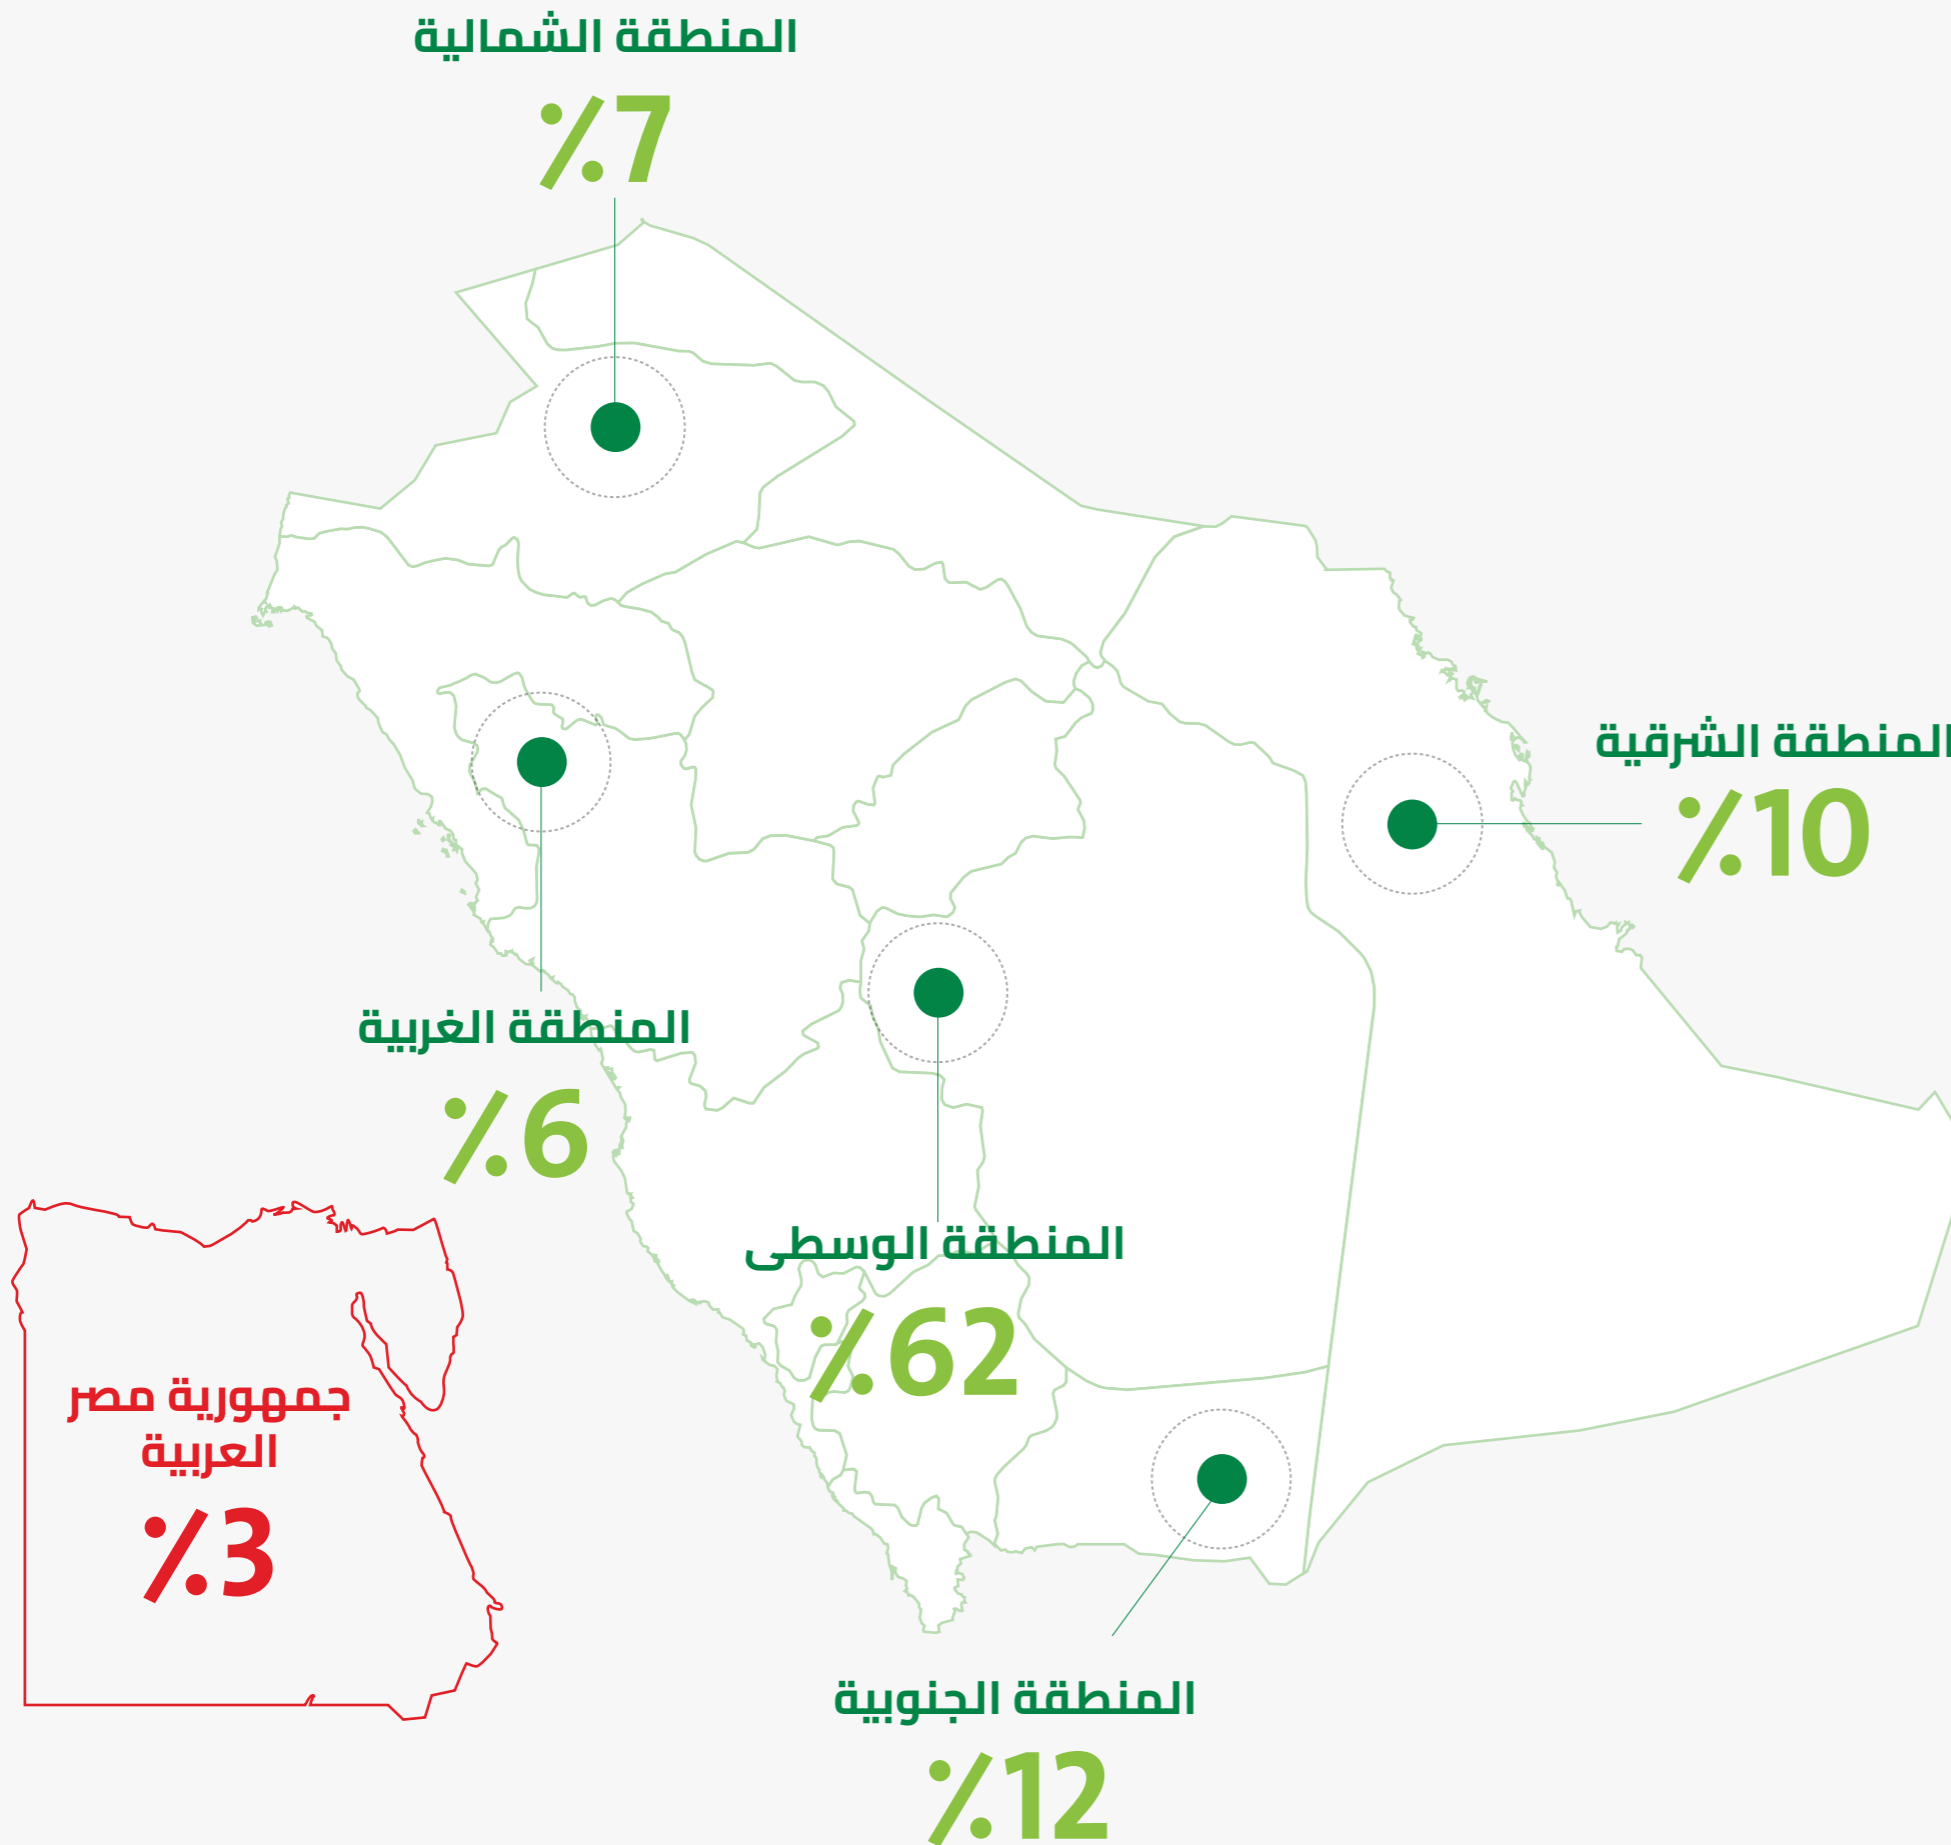 المنطقة الشمالية
٪7
المنطقة الشرقية
٪10
المنطقة الغربية
٪6
المنطقة الوسطى
٪62
جمهورية مصر
العربية
٪3
المنطقة الجنوبية
٪12